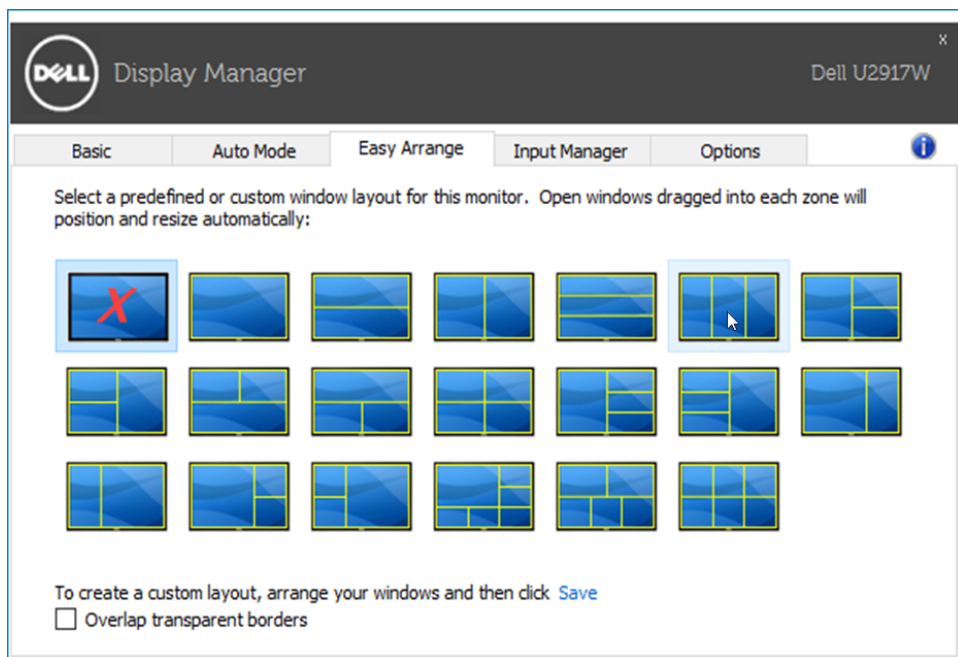 x
DELL
Display Manager
Dell U2917W
Basic
Auto Mode
Easy Arrange
Input Manager
Options
i
Select a predefined or custom window layout for this monitor.  Open windows dragged into each zone will
position and resize automatically:
X
To create a custom layout, arrange your windows and then click Save
Overlap transparent borders